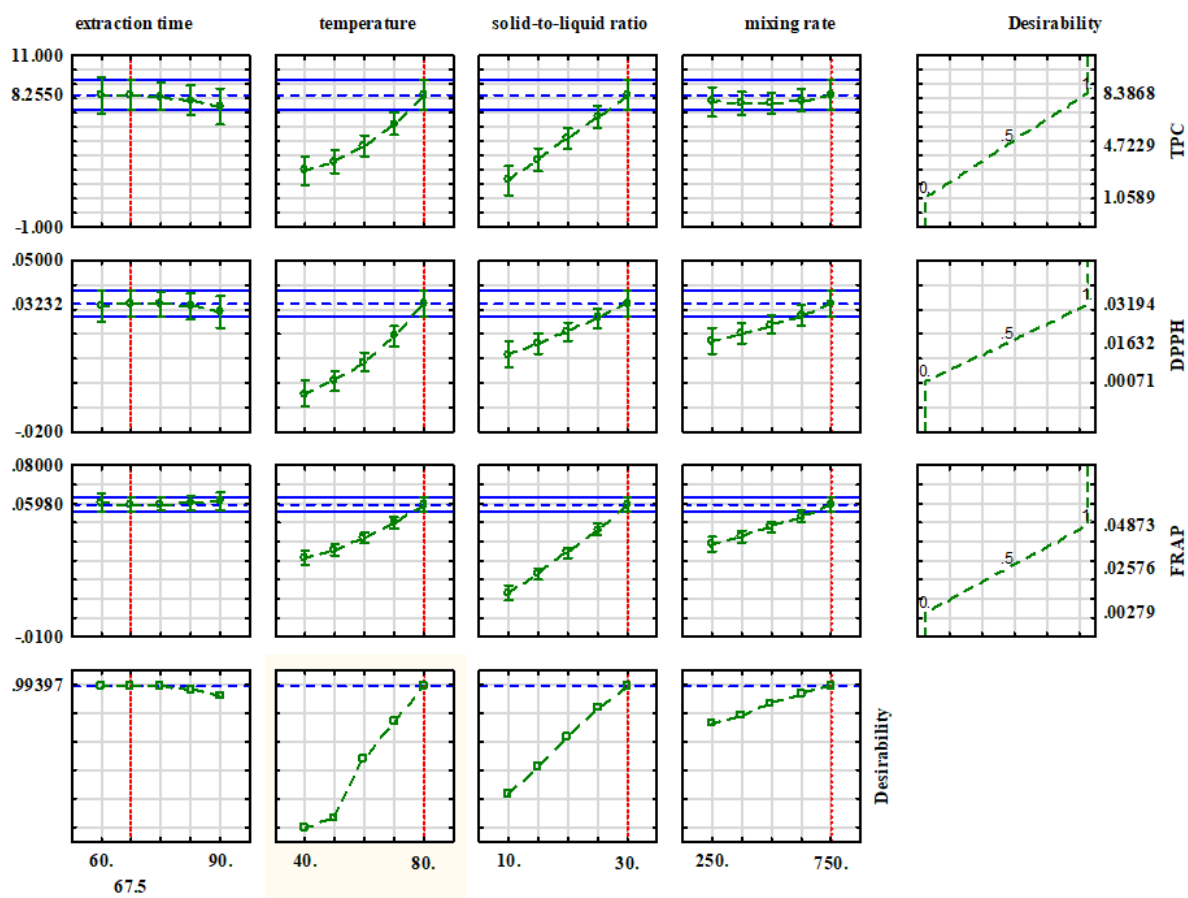 extraction time temperature solid-to-liquid ratio mixing rate Desirability
11.000
8.2550
-1.000
0. .5 1.
8.3868
4.7229
1.0589
TPC
.05000
.03232
-.0200
0. .5 1.
.03194
.01632
.00071
DPPH
.08000
.05980
-.0100
0. .5 1.
.04873
.02576
.00279
FRAP
.99397
Desirability
60. 90. 40. 80. 10. 30. 250. 750.
67.5